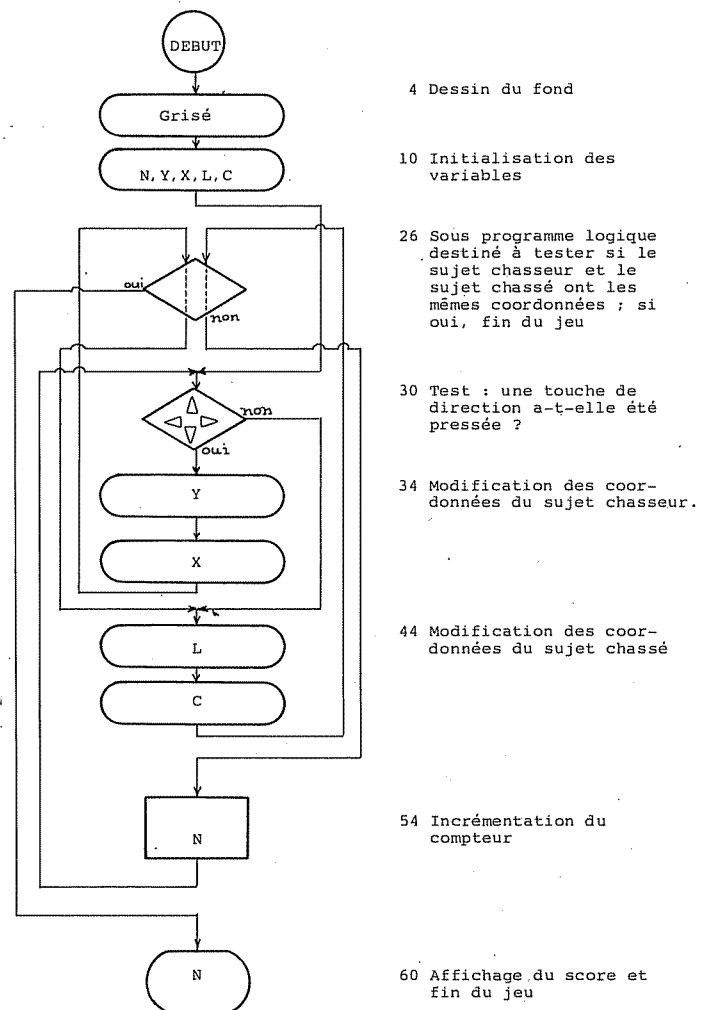 DEBUT
4 Dessin du fond
Grisé
N,Y,X,L,C
10 Initialisation des
variables
26 Sous programme logique
destiné à tester si le
sujet chasseur et le
sujet chassé ont les
mêmes coordonnées ; si
oui, fin du jeu
oui
non
30 Test : une touche de
direction a-t-elle été
pressée ?
non
oui
34 Modification des coor-
données du sujet chasseur.
Y
X
44 Modification des coor-
données du sujet chassé
L
C
54 Incrémentation du
compteur
N
60 Affichage du score et
fin du jeu
N